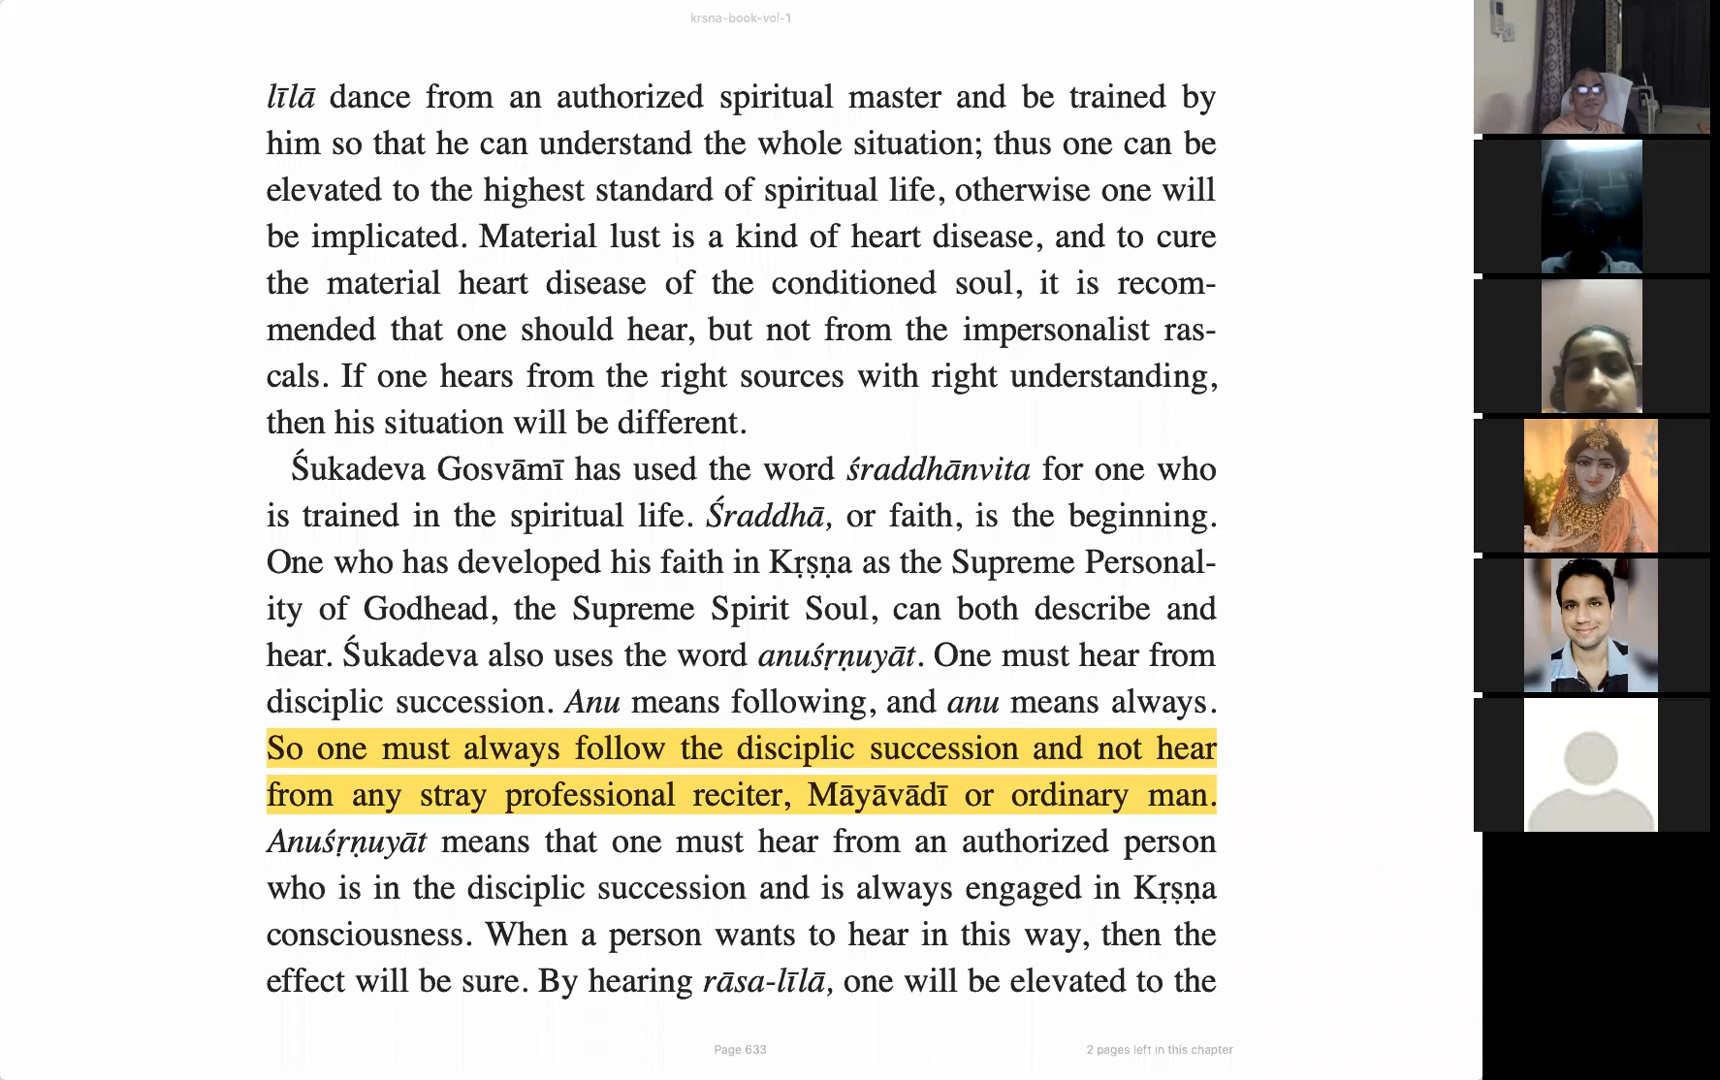 krsna-book-vol-1
līlā dance from an authorized spiritual master and be trained by
him so that he can understand the whole situation; thus one can be
elevated to the highest standard of spiritual life, otherwise one will
be implicated. Material lust is a kind of heart disease, and to cure
the material heart disease of the conditioned soul, it is recom-
mended that one should hear, but not from the impersonalist ras-
cals. If one hears from the right sources with right understanding,
then his situation will be different.
Śukadeva Gosvāmī has used the word śraddhānvita for one who
is trained in the spiritual life. Śraddhā, or faith, is the beginning.
One who has developed his faith in Kṛṣṇa as the Supreme Personal-
ity of Godhead, the Supreme Spirit Soul, can both describe and
hear. Śukadeva also uses the word anuśṛṇuyāt. One must hear from
disciplic succession. Anu means following, and anu means always.
So one must always follow the disciplic succession and not hear
from any stray professional reciter, Māyāvādī or ordinary man.
Anuśṛṇuyāt means that one must hear from an authorized person
who is in the disciplic succession and is always engaged in Kṛṣṇa
consciousness. When a person wants to hear in this way, then the
effect will be sure. By hearing rāsa-līlā, one will be elevated to the
Page 633
2 pages left in this chapter